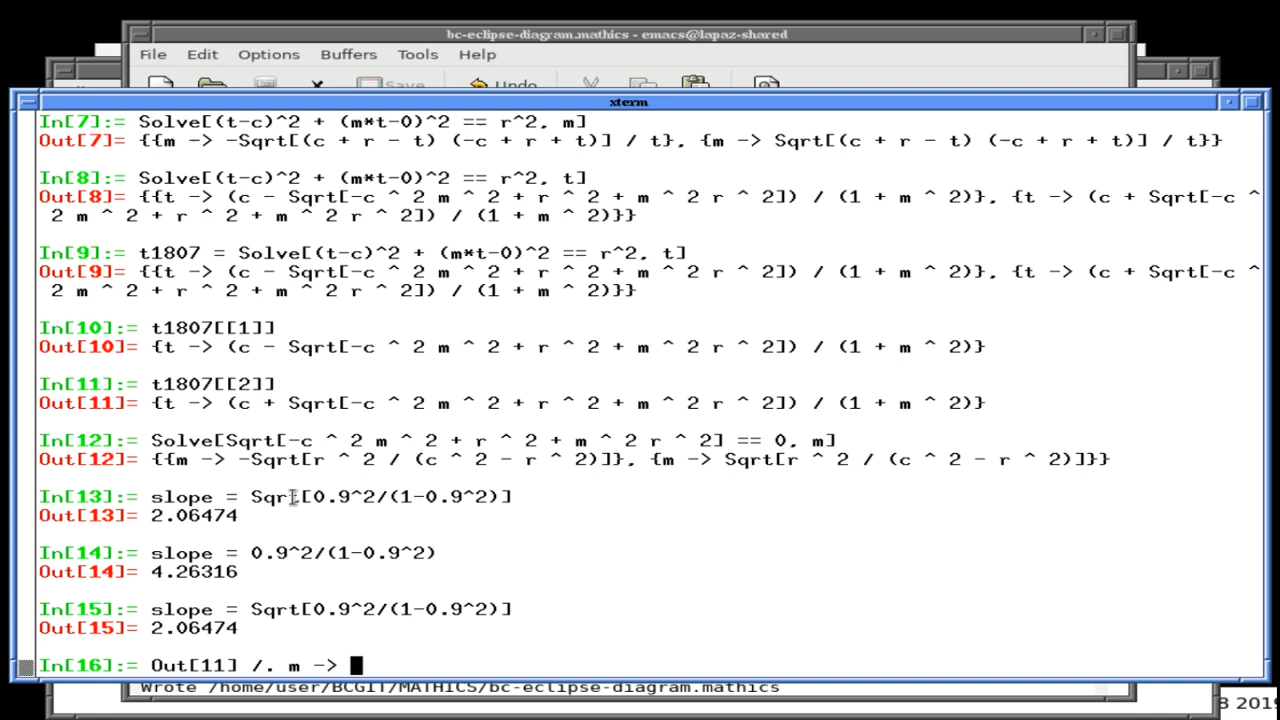 bc-eclipse-diagram.mathics - emacs@lapaz-shared
File Edit Options Buffers Tools Help
Save Undo
xterm
In[7]:= Solve[(t-c)^2 + (m*t-0)^2 == r^2, m]
Out[7]= {{m -> -Sqrt[(c + r - t) (-c + r + t)] / t}, {m -> Sqrt[(c + r - t) (-c + r + t)] / t}}
In[8]:= Solve[(t-c)^2 + (m*t-0)^2 == r^2, t]
Out[8]= {{t -> (c - Sqrt[-c ^ 2 m ^ 2 + r ^ 2 + m ^ 2 r ^ 2]) / (1 + m ^ 2)}, {t -> (c + Sqrt[-c ^
2 m ^ 2 + r ^ 2 + m ^ 2 r ^ 2]) / (1 + m ^ 2)}}
In[9]:= t1807 = Solve[(t-c)^2 + (m*t-0)^2 == r^2, t]
Out[9]= {{t -> (c - Sqrt[-c ^ 2 m ^ 2 + r ^ 2 + m ^ 2 r ^ 2]) / (1 + m ^ 2)}, {t -> (c + Sqrt[-c ^
2 m ^ 2 + r ^ 2 + m ^ 2 r ^ 2]) / (1 + m ^ 2)}}
In[10]:= t1807[[1]]
Out[10]= {t -> (c - Sqrt[-c ^ 2 m ^ 2 + r ^ 2 + m ^ 2 r ^ 2]) / (1 + m ^ 2)}
In[11]:= t1807[[2]]
Out[11]= {t -> (c + Sqrt[-c ^ 2 m ^ 2 + r ^ 2 + m ^ 2 r ^ 2]) / (1 + m ^ 2)}
In[12]:= Solve[Sqrt[-c ^ 2 m ^ 2 + r ^ 2 + m ^ 2 r ^ 2] == 0, m]
Out[12]= {{m -> -Sqrt[r ^ 2 / (c ^ 2 - r ^ 2)]}, {m -> Sqrt[r ^ 2 / (c ^ 2 - r ^ 2)]}}
In[13]:= slope = Sqrt[0.9^2/(1-0.9^2)]
Out[13]= 2.06474
In[14]:= slope = 0.9^2/(1-0.9^2)
Out[14]= 4.26316
In[15]:= slope = Sqrt[0.9^2/(1-0.9^2)]
Out[15]= 2.06474
In[16]:= Out[11] /. m ->
Wrote /home/user/BCGIT/MATHICS/bc-eclipse-diagram.mathics